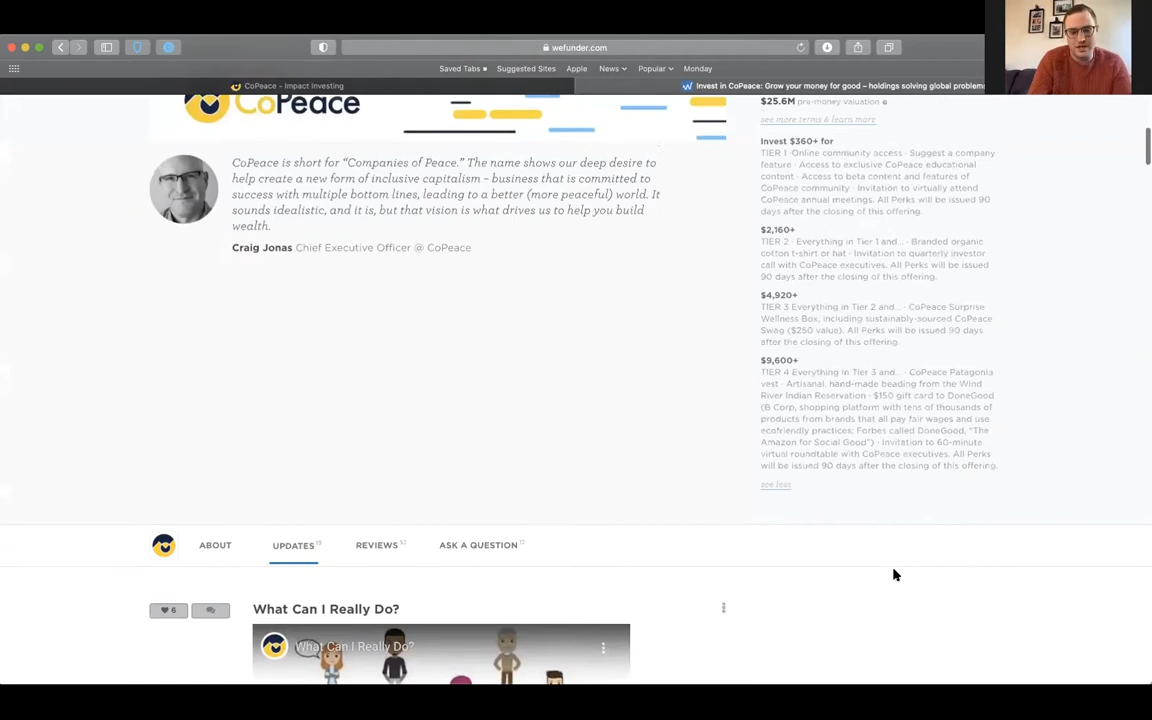 wefunder.com
Saved Tabs
Suggested Sites
Apple
News
Popular
Monday
CoPeace - Impact Investing
Invest in CoPeace: Grow your money for good – holdings solving global problems
CoPeace
CoPeace is short for “Companies of Peace.” The name shows our deep desire to
help create a new form of inclusive capitalism – business that is committed to
success with multiple bottom lines, leading to a better (more peaceful) world. It
sounds idealistic, and it is, but that vision is what drives us to help you build
wealth.
Craig Jonas Chief Executive Officer @ CoPeace
$25.6M pre-money valuation
see more terms & learn more
Invest $360+ for
TIER 1 ·Online community access · Suggest a company
feature · Access to exclusive CoPeace educational
content · Access to beta content and features of
CoPeace community · Invitation to virtually attend
CoPeace annual meetings. All Perks will be issued 90
days after the closing of this offering.
$2,160+
TIER 2 · Everything in Tier 1 and... · Branded organic
cotton t-shirt or hat · Invitation to quarterly investor
call with CoPeace executives. All Perks will be issued
90 days after the closing of this offering.
$4,920+
TIER 3 Everything in Tier 2 and... · CoPeace Surprise
Wellness Box, including sustainably-sourced CoPeace
Swag ($250 value). All Perks will be issued 90 days
after the closing of this offering.
$9,600+
TIER 4 Everything in Tier 3 and... · CoPeace Patagonia
vest · Artisanal, hand-made beading from the Wind
River Indian Reservation · $150 gift card to DoneGood
(B Corp, shopping platform with tens of thousands of
products from brands that all pay fair wages and use
ecofriendly practices; Forbes called DoneGood, “The
Amazon for Social Good”) · Invitation to 60-minute
virtual roundtable with CoPeace executives. All Perks
will be issued 90 days after the closing of this offering.
see less
ABOUT
UPDATES
REVIEWS
ASK A QUESTION
6
What Can I Really Do?
What Can I Really Do?